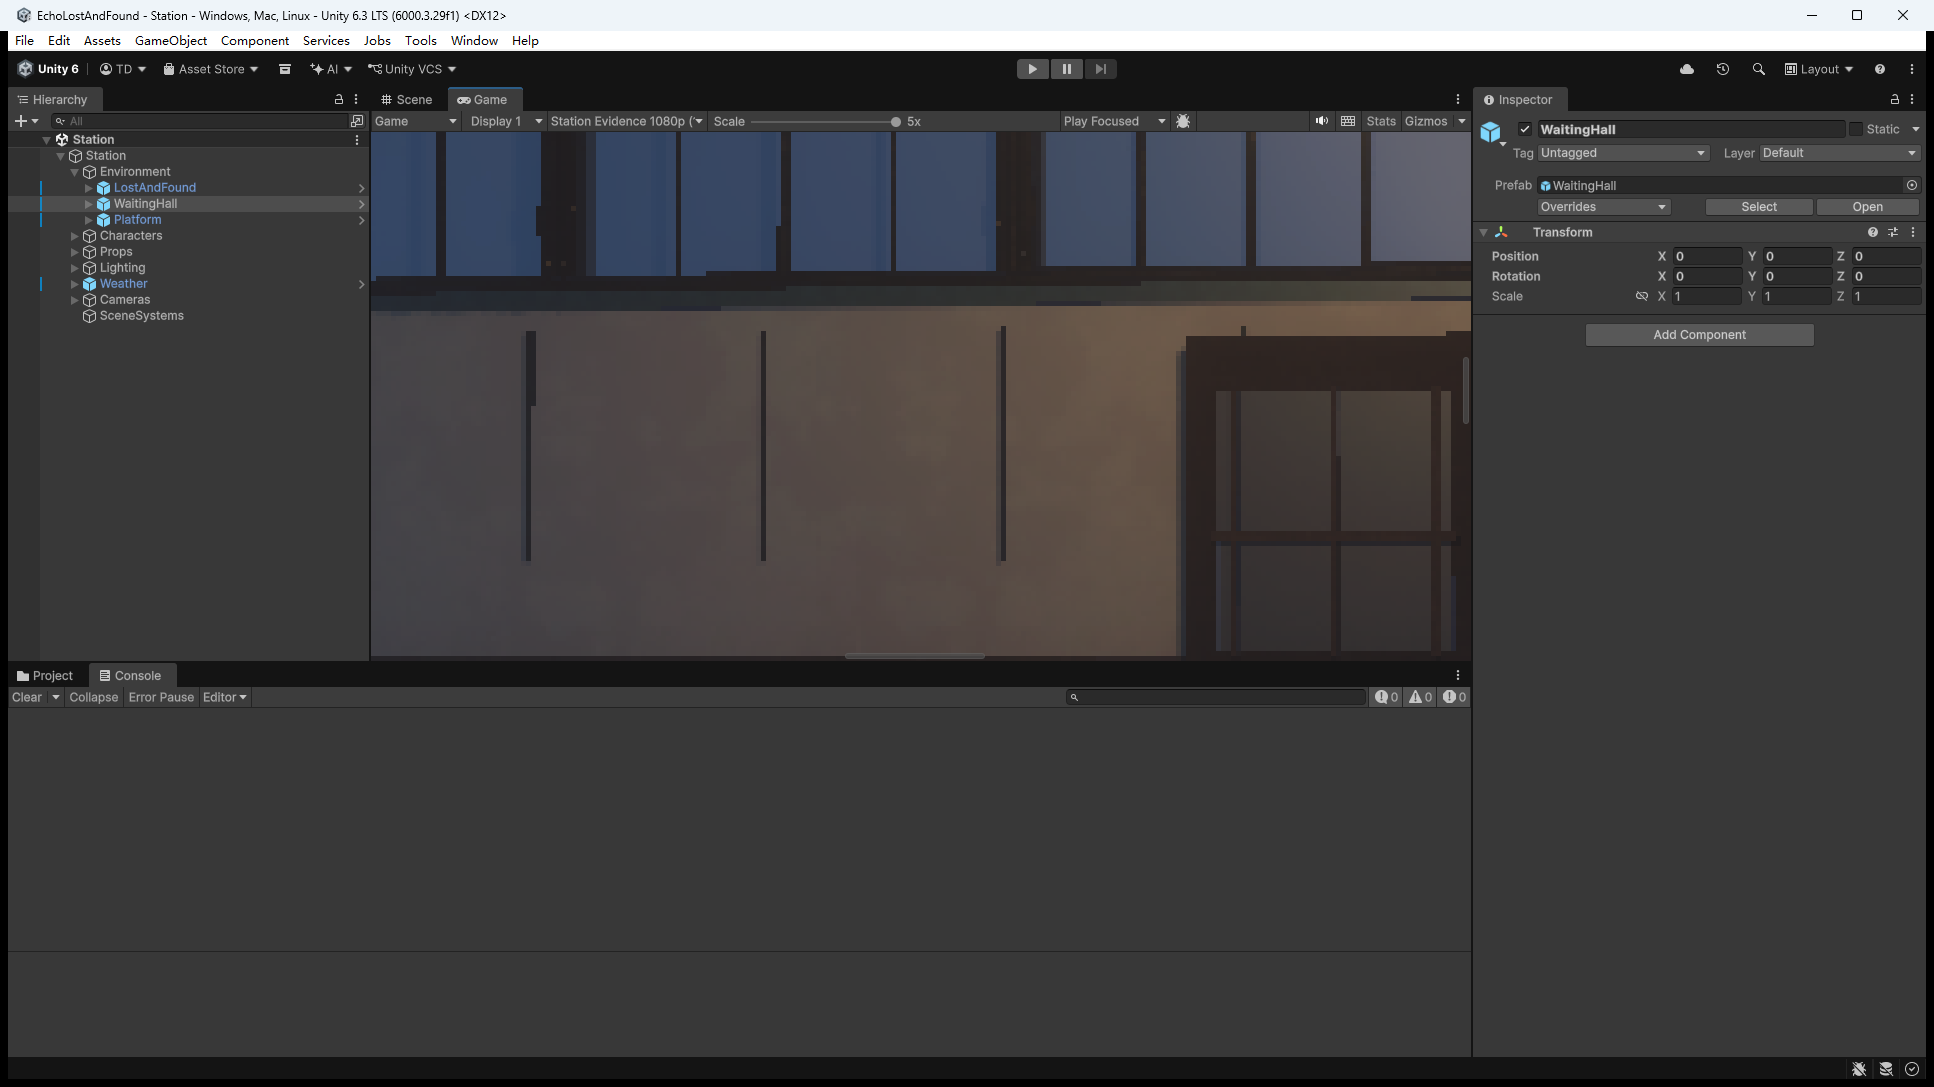 EchoLostAndFound - Station - Windows, Mac, Linux - Unity 6.3 LTS (6000.3.29f1) <DX12>
File Edit Assets GameObject Component Services Jobs Tools Window Help
Unity 6 TD Asset Store AI Unity VCS Layout
Hierarchy
Scene Game
Inspector
All
Game Display 1 Station Evidence 1080p ( Scale 5x Play Focused Stats Gizmos
WaitingHall Static
Tag Untagged Layer Default
Prefab WaitingHall
Overrides Select Open
Transform
Position X 0 Y 0 Z 0
Rotation X 0 Y 0 Z 0
Scale X 1 Y 1 Z 1
Add Component
Station
Station
Environment
LostAndFound
WaitingHall
Platform
Characters
Props
Lighting
Weather
Cameras
SceneSystems
Project Console
Clear Collapse Error Pause Editor 0 0 0